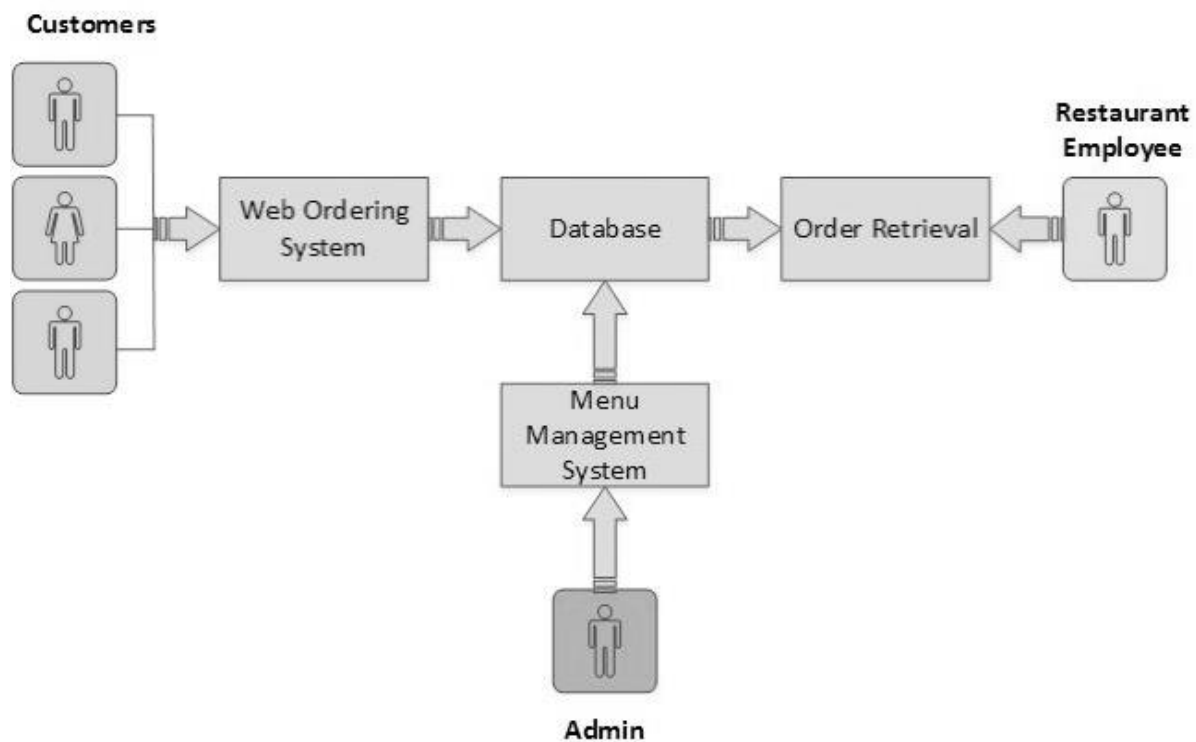 Customers
Restaurant
Employee
Web Ordering
System
Database
Order Retrieval
Menu
Management
System
Admin